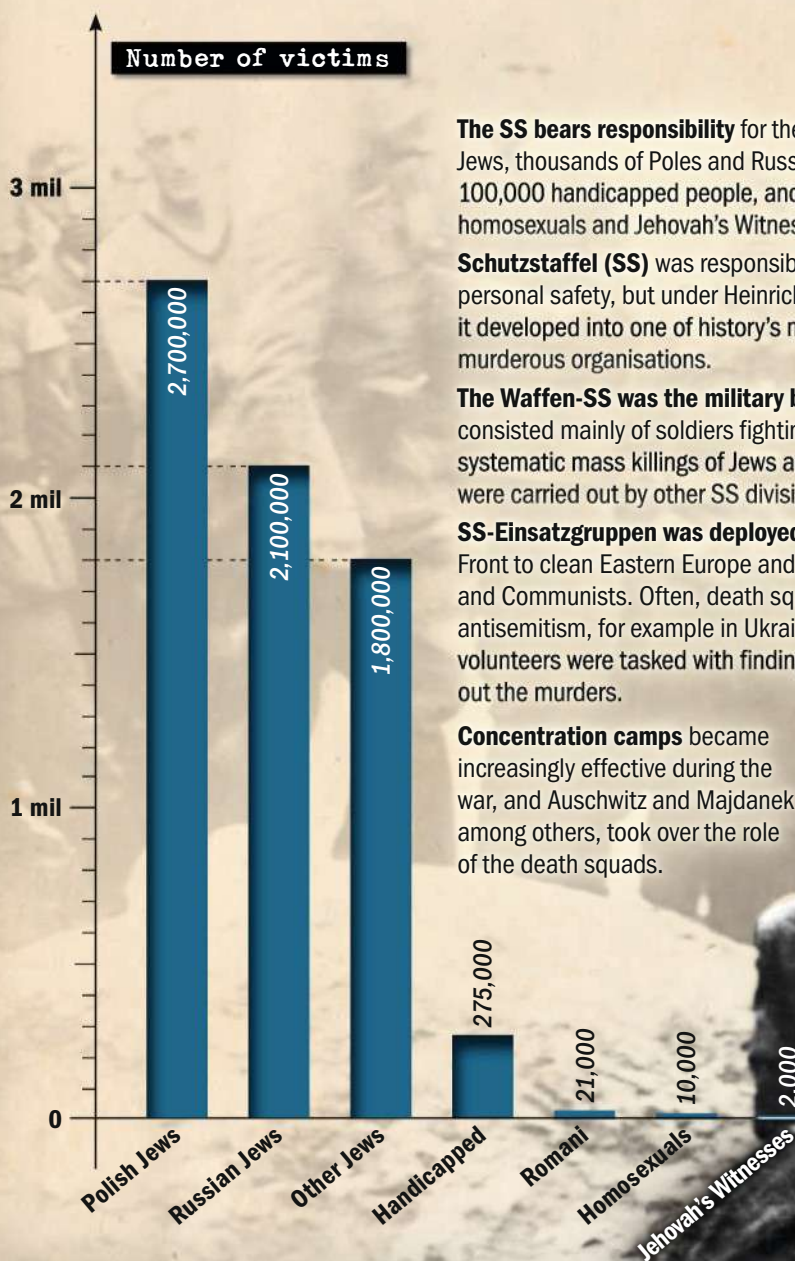 Number of victims
3 mil
2 mil
1 mil
0
2,700,000
2,100,000
1,800,000
275,000
21,000
10,000
2,000
Polish Jews
Russian Jews
Other Jews
Handicapped
Romani
Homosexuals
Jehovah's Witnesses
The SS bears responsibility for the
Jews, thousands of Poles and Russ
100,000 handicapped people, and
homosexuals and Jehovah's Witnes
Schutzstaffel (SS) was responsib
personal safety, but under Heinrich
it developed into one of history's m
murderous organisations.
The Waffen-SS was the military b
consisted mainly of soldiers fightin
systematic mass killings of Jews a
were carried out by other SS divisi
SS-Einsatzgruppen was deployed
Front to clean Eastern Europe and
and Communists. Often, death sq
antisemitism, for example in Ukrai
volunteers were tasked with findin
out the murders.
Concentration camps became
increasingly effective during the
war, and Auschwitz and Majdanek
among others, took over the role
of the death squads.